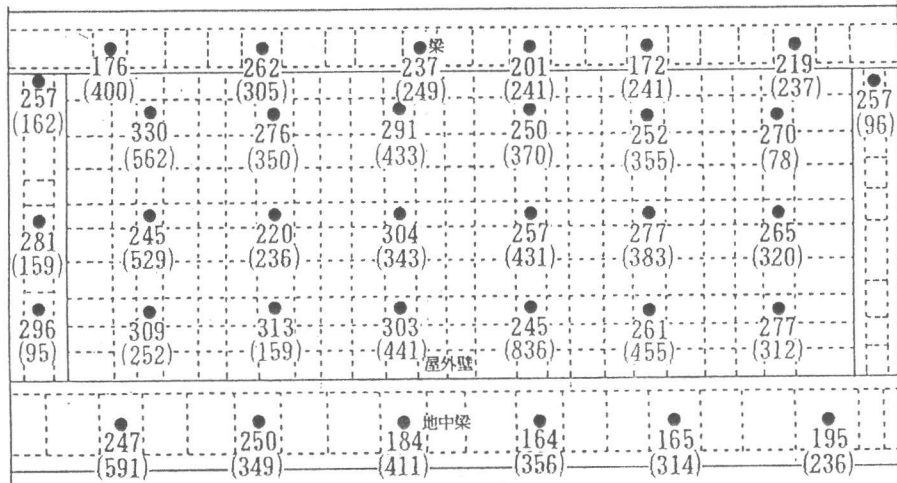 梁
176 262 237 201 172 219
(400) (305) (249) (241) (241) (237)
257 257
(162) (96)
330 276 291 250 252 270
(562) (350) (433) (370) (355) (78)
281 245 220 304 257 277 265
(159) (529) (236) (343) (431) (383) (320)
296 309 313 303 245 261 277
(95) (252) (159) (441) (836) (455) (312)
屋外壁
地中梁
247 250 184 164 165 195
(591) (349) (411) (356) (314) (236)